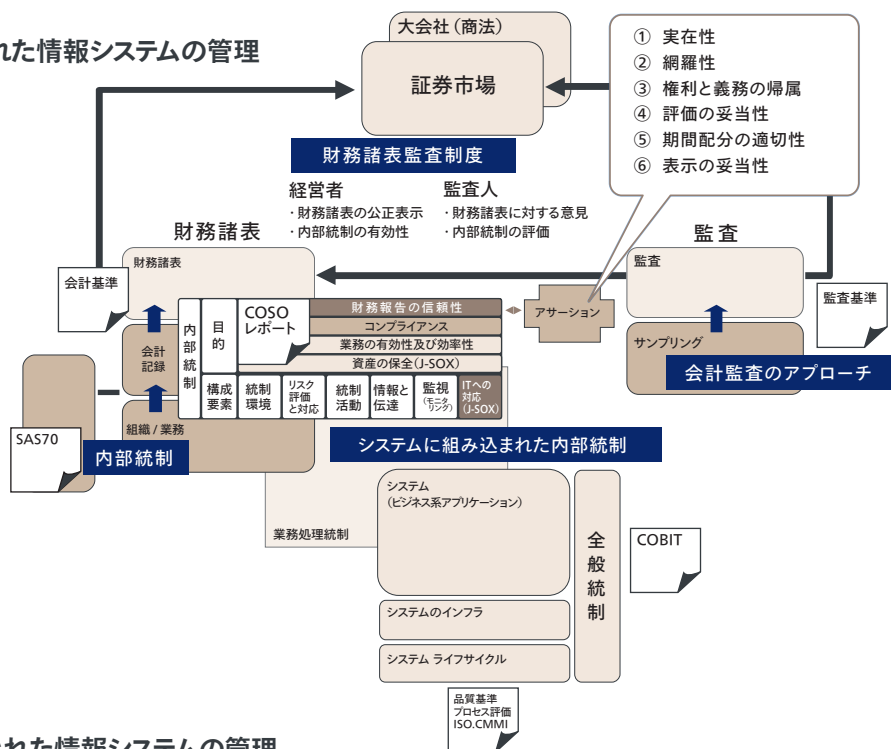 れた情報システムの管理
大会社（商法）
証券市場
① 実在性
② 網羅性
③ 権利と義務の帰属
④ 評価の妥当性
⑤ 期間配分の適切性
⑥ 表示の妥当性
財務諸表監査制度
経営者
・財務諸表の公正表示
・内部統制の有効性
監査人
・財務諸表に対する意見
・内部統制の評価
財務諸表
監査
財務諸表
会計基準
監査
監査基準
内部統制
目的
COSO
レポート
財務報告の信頼性
コンプライアンス
業務の有効性及び効率性
資産の保全(J-SOX)
アサーション
サンプリング
会計監査のアプローチ
会計
記録
構成
要素
統制
環境
リスク
評価
と対応
統制
活動
情報と
伝達
監視
(モニタ
リング)
ITへの
対応
(J-SOX)
組織 / 業務
SAS70
内部統制
システムに組み込まれた内部統制
システム
（ビジネス系アプリケーション）
業務処理統制
全般統制
COBIT
システムのインフラ
システム ライフサイクル
品質基準
プロセス評価
ISO.CMMI
れた情報システムの管理